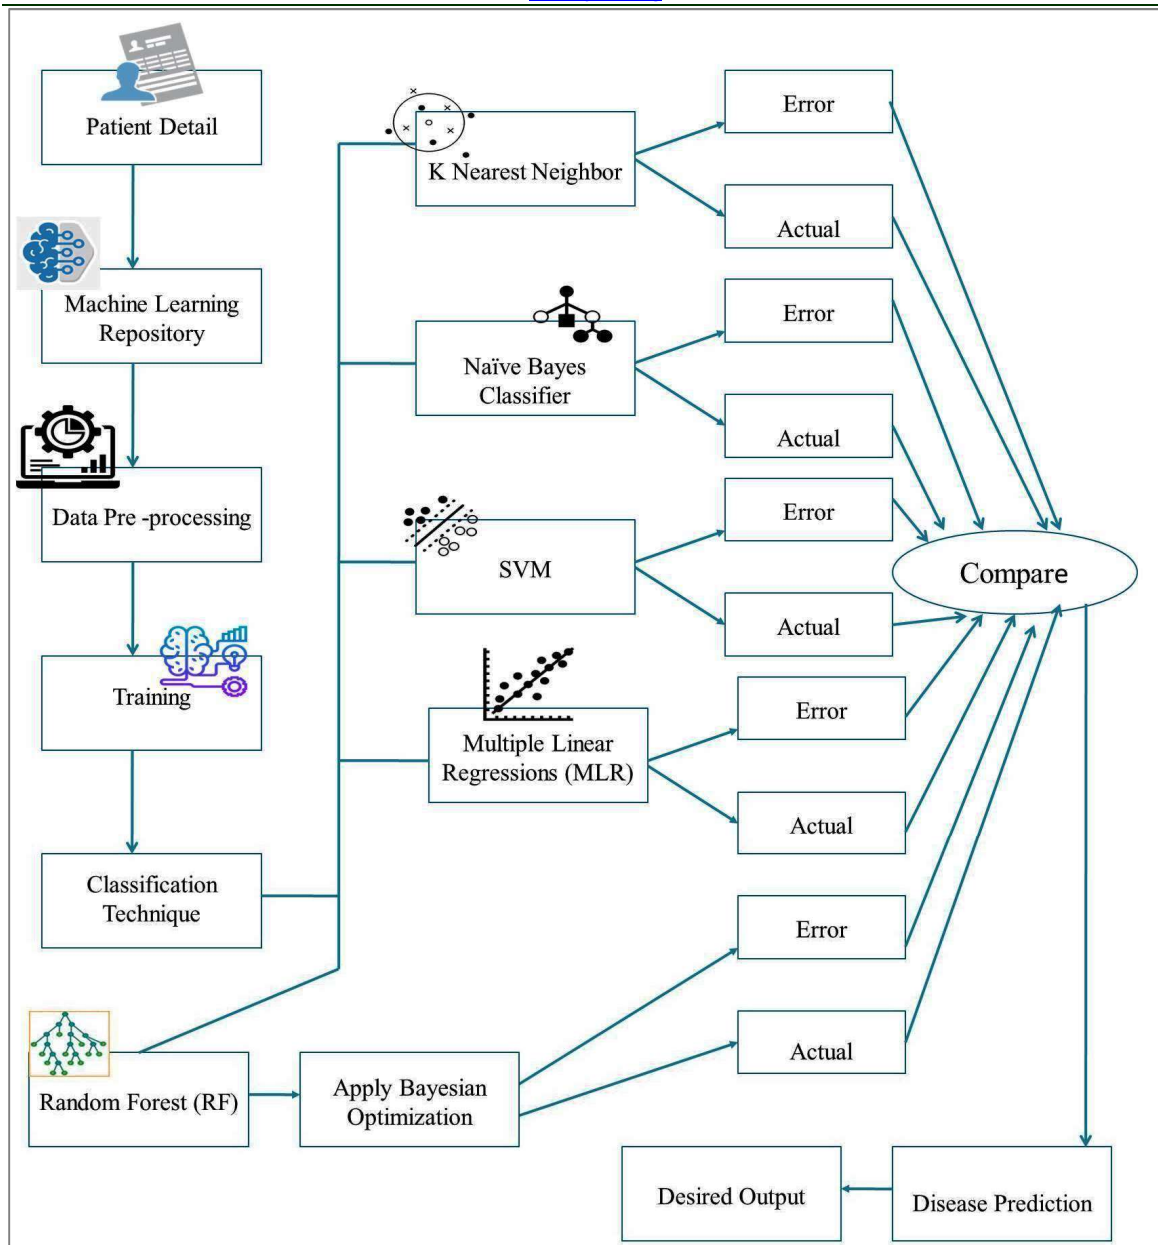 Patient Detail
Machine Learning
Repository
Data Pre -processing
Training
Classification
Technique
K Nearest Neighbor
Error
Actual
Naïve Bayes
Classifier
Error
Actual
SVM
Error
Actual
Multiple Linear
Regressions (MLR)
Error
Actual
Random Forest (RF)
Apply Bayesian
Optimization
Error
Actual
Compare
Disease Prediction
Desired Output